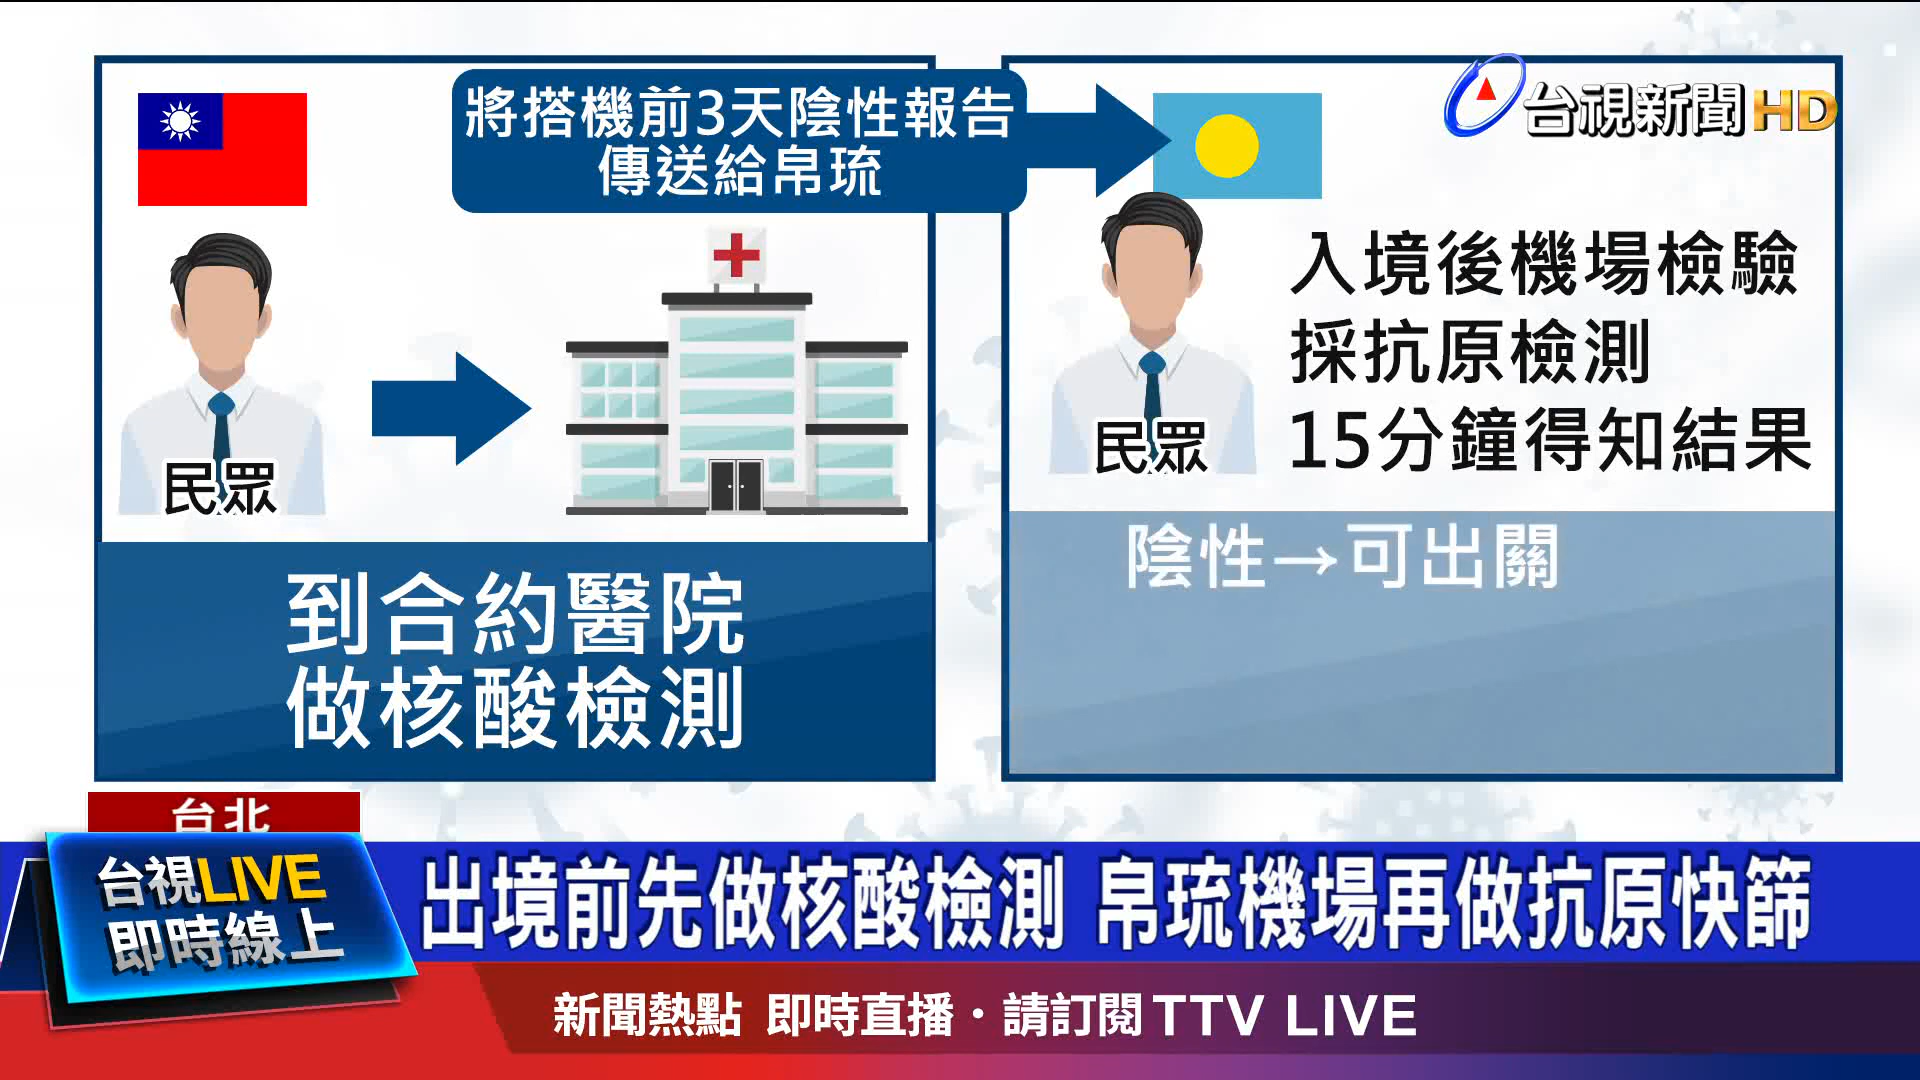 將搭機前3天陰性報告
傳送給帛琉
台視新聞HD
入境後機場檢驗
採抗原檢測
15分鐘得知結果
民眾
民眾
陰性→可出關
到合約醫院
做核酸檢測
台北
台視LIVE
即時線上
出境前先做核酸檢測 帛琉機場再做抗原快篩
新聞熱點 即時直播・請訂閱TTV LIVE